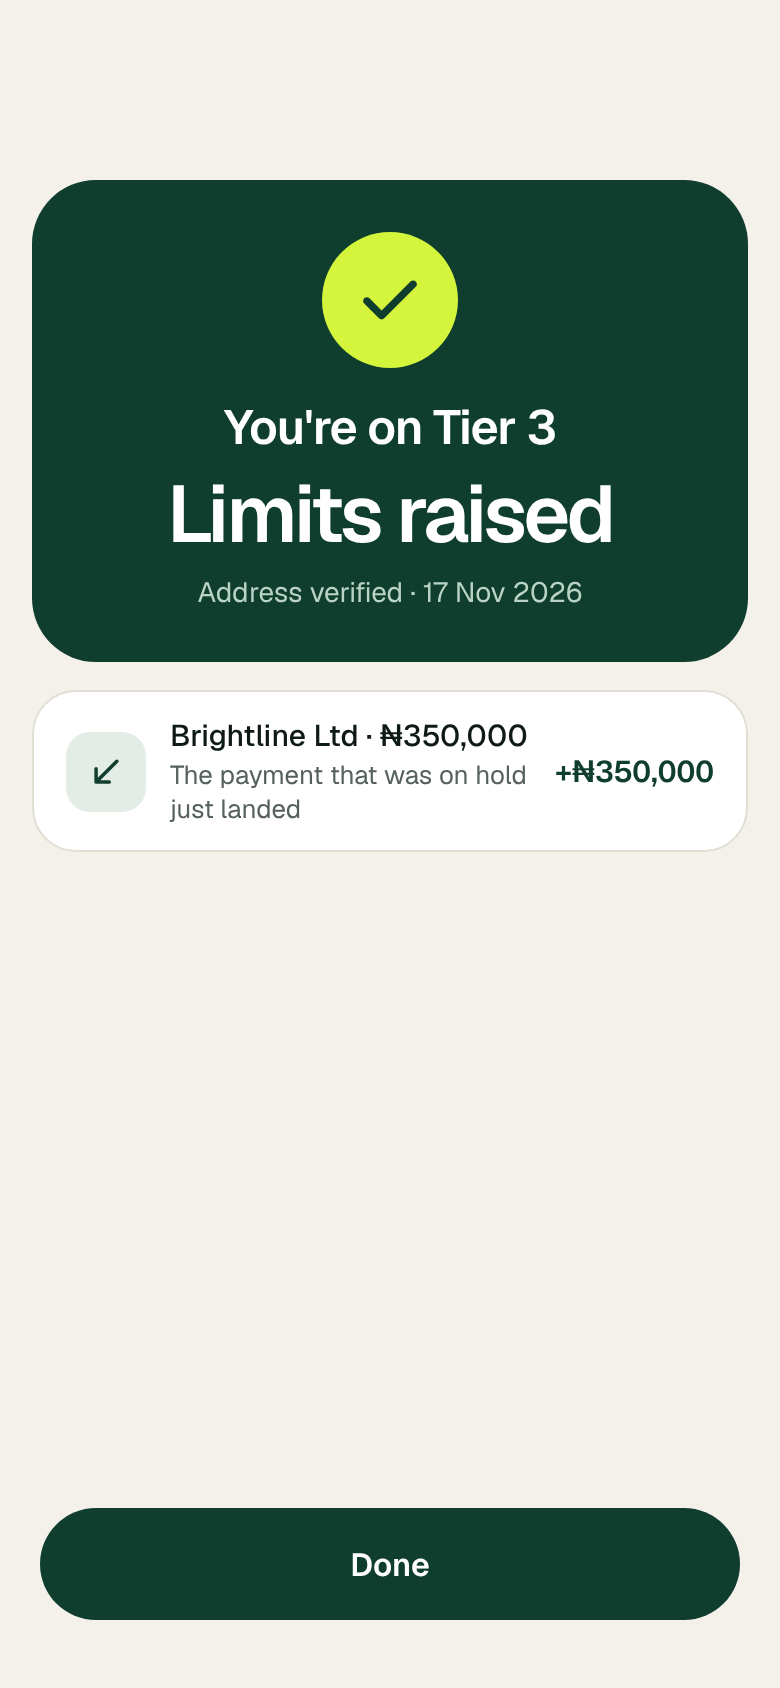 You're on Tier 3
Limits raised
Address verified · 17 Nov 2026
Brightline Ltd · ₦350,000
The payment that was on hold
just landed
+₦350,000
Done